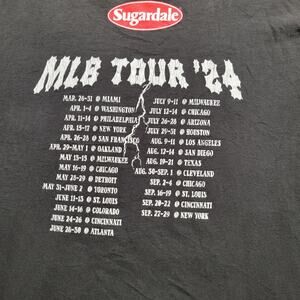 Sugardale
MLB TOUR '24
MAR. 28-31 @ MIAMI
APR. 1-4 @ WASHINGTON
APR. 11-14 @ PHILADELPHIA
APR. 15-17 @ NEW YORK
APR. 26-28 @ SAN FRANCISCO
APR. 29-MAY 1 @ OAKLAND
MAY 13-15 @ MILWAUKEE
MAY 16-19 @ CHICAGO
MAY 28-29 @ DETROIT
MAY 31-JUNE 2 @ TORONTO
JUNE 11-13 @ ST. LOUIS
JUNE 14-16 @ COLORADO
JUNE 24-26 @ CINCINNATI
JUNE 28-30 @ ATLANTA
JULY 9-11 @ MILWAUKEE
JULY 12-14 @ CHICAGO
JULY 26-28 @ ARIZONA
JULY 29-31 @ HOUSTON
AUG. 9-11 @ LOS ANGELES
AUG. 12-14 @ SAN DIEGO
AUG. 19-21 @ TEXAS
AUG. 30-SEP. 1 @ CLEVELAND
SEP. 2-4 @ CHICAGO
SEP. 16-19 @ ST. LOUIS
SEP. 20-22 @ CINCINNATI
SEP. 27-29 @ NEW YORK